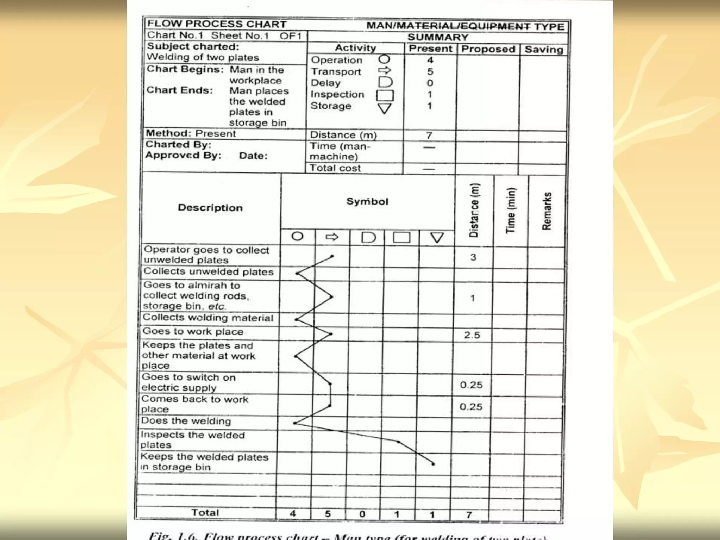 FLOW PROCESS CHART MAN/MATERIAL/EQUIPMENT TYPE
Chart No.1 Sheet No.1 OF1 SUMMARY
Subject charted:
Welling of two plates
Activity Present Proposed Saving
Chart Begins: Man in the
workplace
Chart Ends: Man places
the welded
plates in
storage bin
Operation 4
Transport 5
Delay 0
Inspection 1
Storage 1
Method: Present Distance (m) 7
Charted By:
Approved By: Date:
Time (man-
machine) —
Total cost —
Description Symbol Distance (m) Time (min) Remarks
Operator goes to collect
unwelded plates 3
Collects unwelded plates
Goes to almirah to
collect welding rods, 1
storage bin, etc.
Collects welding material
Goes to work place 2.5
Keeps the plates and
other material at work
place
Goes to switch on
electric supply 0.25
Comes back to work
place 0.25
Does the welding
Inspects the welded
plates
Keeps the welded plates
in storage bin
Total 4 5 0 1 1 7
Fig. 1.6. Flow process chart – Man type (for welding of two plate)